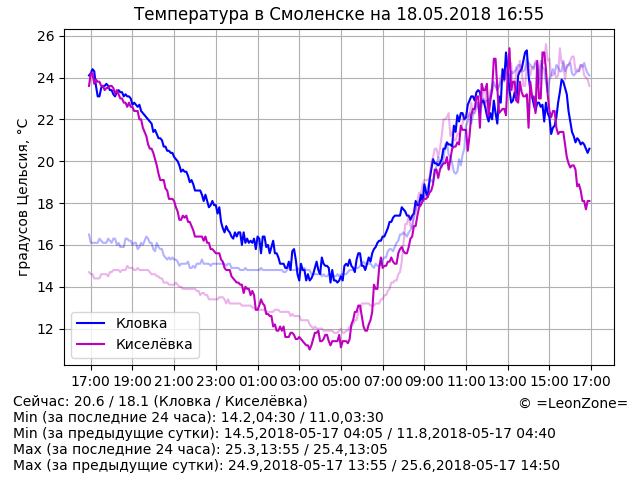 Температура в Смоленске на 18.05.2018 16:55
градусов Цельсия, °C
26
24
22
20
18
16
14
12
Кловка
Киселёвка
17:00 19:00 21:00 23:00 01:00 03:00 05:00 07:00 09:00 11:00 13:00 15:00 17:00
Сейчас: 20.6 / 18.1 (Кловка / Киселёвка)
© =LeonZone=
Min (за последние 24 часа): 14.2,04:30 / 11.0,03:30
Min (за предыдущие сутки): 14.5,2018-05-17 04:05 / 11.8,2018-05-17 04:40
Max (за последние 24 часа): 25.3,13:55 / 25.4,13:05
Max (за предыдущие сутки): 24.9,2018-05-17 13:55 / 25.6,2018-05-17 14:50